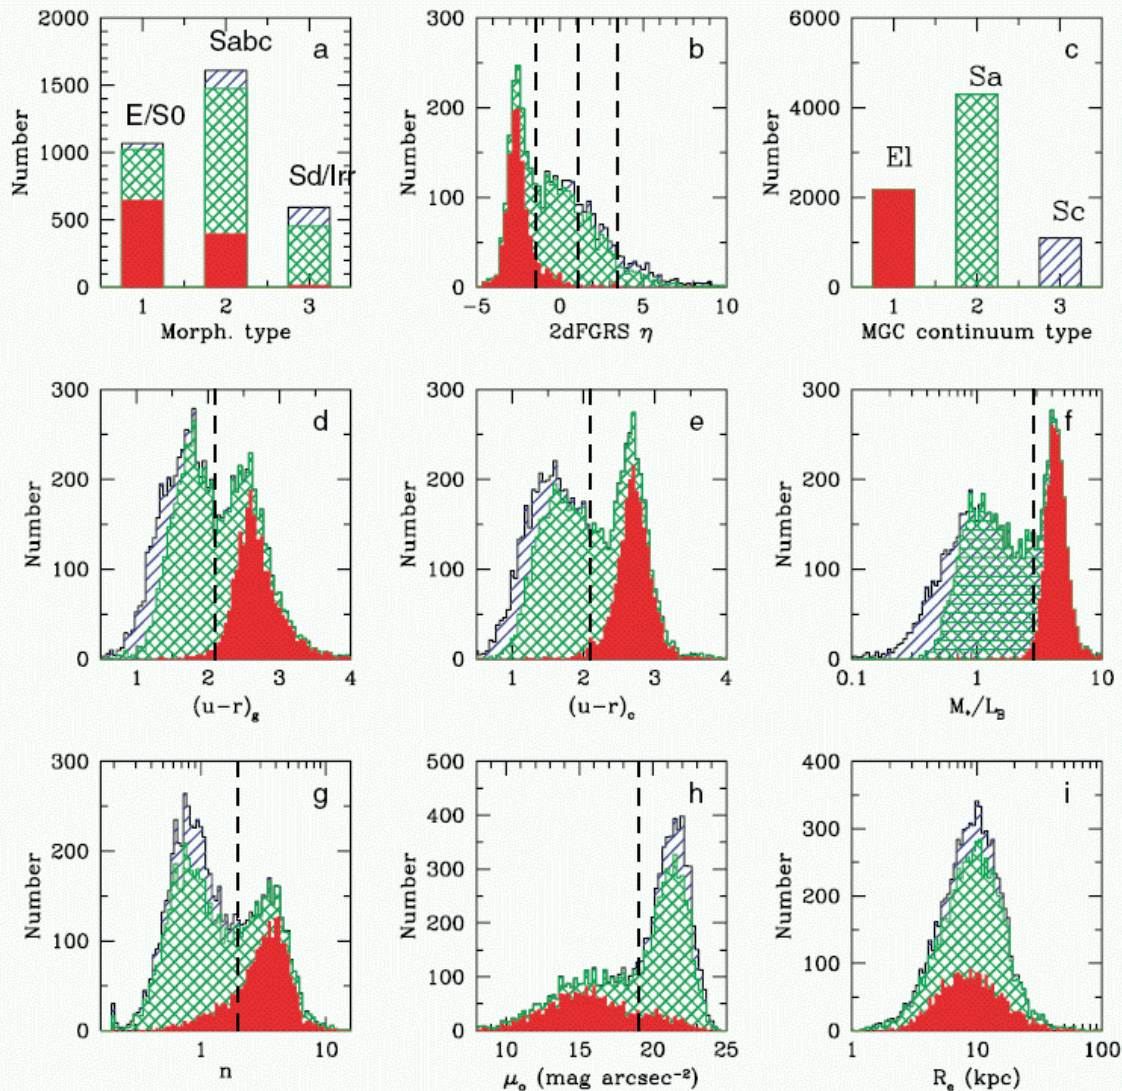 2000
1500
1000
500
0
Number
Sabc
a
E/S0
Sd/Irr
1 2 3
Morph. type
300
200
100
0
Number
b
−5 0 5 10
2dFGRS η
6000
4000
2000
0
Number
c
Sa
El
Sc
1 2 3
MGC continuum type
300
200
100
0
Number
d
1 2 3 4
(u−r)g
300
200
100
0
Number
e
1 2 3 4
(u−r)c
300
200
100
0
Number
f
0.1 1 10
M*/LB
300
200
100
0
Number
g
1 10
n
500
400
300
200
100
0
Number
h
10 15 20 25
μo (mag arcsec−2)
400
300
200
100
0
Number
i
1 10 100
Re (kpc)